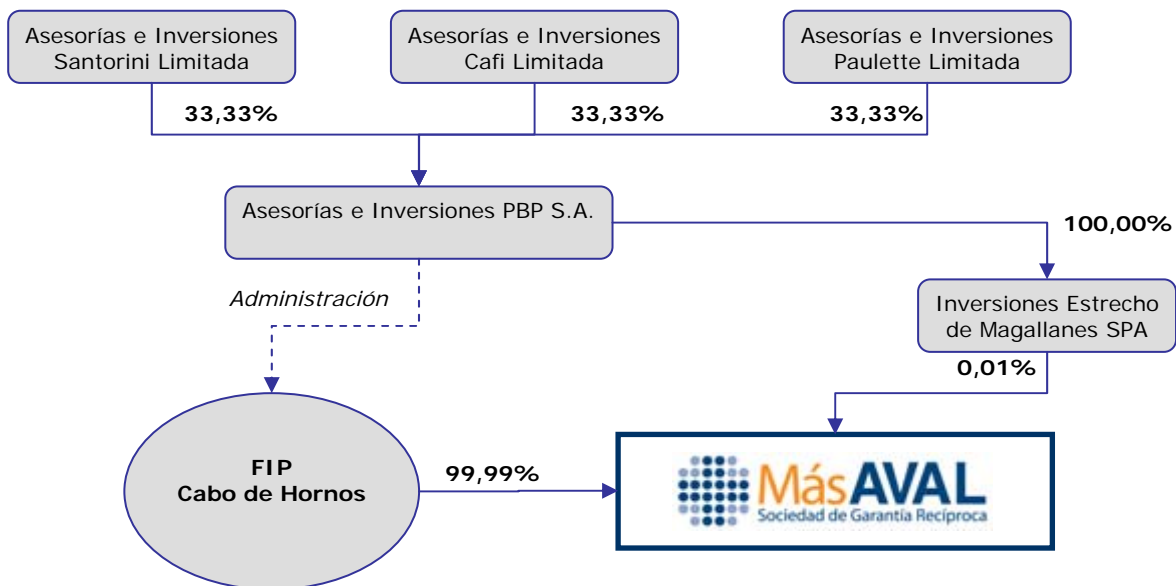 Asesorías e Inversiones
Santorini Limitada
Asesorías e Inversiones
Cafi Limitada
Asesorías e Inversiones
Paulette Limitada
33,33%
33,33%
33,33%
Asesorías e Inversiones PBP S.A.
100,00%
Administración
Inversiones Estrecho
de Magallanes SPA
0,01%
FIP
Cabo de Hornos
99,99%
MásAVAL
Sociedad de Garantía Recíproca